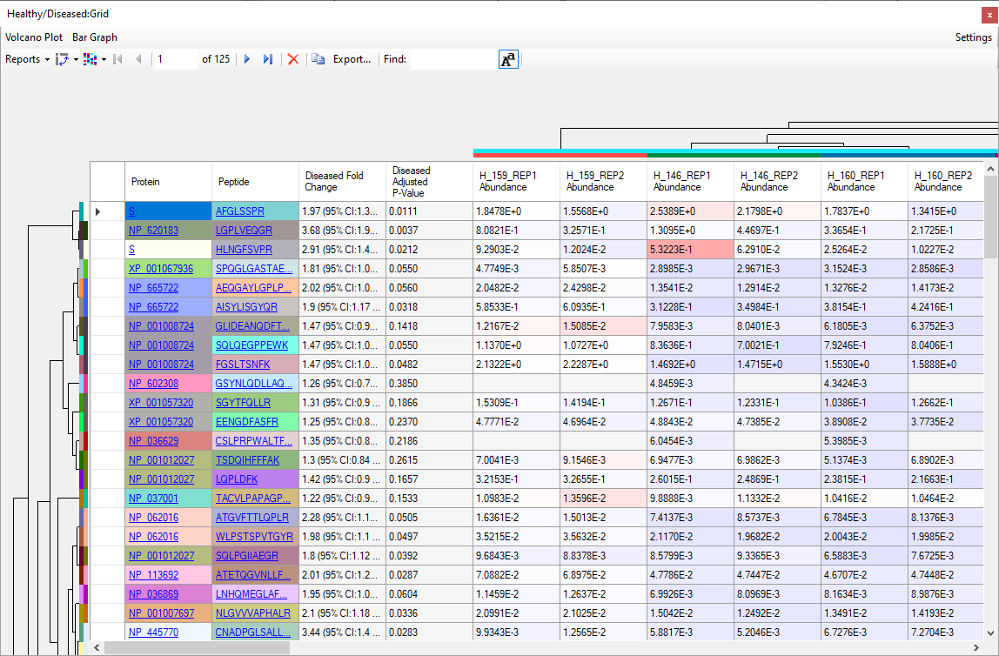 Healthy/Diseased:Grid
Volcano Plot Bar Graph Settings
Reports 1 of 125 Export... Find: Aa
Protein Peptide Diseased Fold Change Diseased Adjusted P-Value H_159_REP1 Abundance H_159_REP2 Abundance H_146_REP1 Abundance H_146_REP2 Abundance H_160_REP1 Abundance H_160_REP2 Abundance
S AFGLSSPR 1.97 (95% CI:1.3... 0.0111 1.8478E+0 1.5568E+0 2.5389E+0 2.1798E+0 1.7837E+0 1.3415E+0
NP_620183 LGPLVEQGR 3.68 (95% CI:1.9... 0.0037 8.0821E-1 3.2571E-1 1.3095E+0 4.4697E-1 3.3654E-1 2.1725E-1
S HLNGFSVPR 2.91 (95% CI:1.4... 0.0212 9.2903E-2 1.2024E-2 5.3223E-1 6.2910E-2 2.5264E-2 1.0227E-2
XP_001067936 SPQGLGASTAE... 1.81 (95% CI:1.0... 0.0550 4.7749E-3 5.8507E-3 2.8985E-3 2.9671E-3 3.1524E-3 2.8586E-3
NP_665722 AEQGAYLGPLP... 2.02 (95% CI:1.0... 0.0560 2.0482E-2 2.4298E-2 1.3541E-2 1.2914E-2 1.3276E-2 1.4173E-2
NP_665722 AISYLISGYQR 1.9 (95% CI:1.17 ... 0.0318 5.8533E-1 6.0935E-1 3.1228E-1 3.4984E-1 3.8154E-1 4.2416E-1
NP_001008724 GLIDEANQDFT... 1.47 (95% CI:0.9... 0.1418 1.2167E-2 1.5085E-2 7.9583E-3 8.0401E-3 6.1805E-3 6.3752E-3
NP_001008724 SQLQEGPPEWK 1.47 (95% CI:1.0... 0.0550 1.1370E+0 1.0727E+0 8.3636E-1 7.0021E-1 7.9246E-1 8.0406E-1
NP_001008724 FGSLTSNFK 1.47 (95% CI:1.0... 0.0482 2.1322E+0 2.2287E+0 1.4692E+0 1.4715E+0 1.5530E+0 1.5888E+0
NP_602308 GSYNLQDLLAQ... 1.26 (95% CI:0.7... 0.3850 4.8459E-3 4.3424E-3
XP_001057320 SGYTFQLLR 1.31 (95% CI:0.9 ... 0.1866 1.5309E-1 1.4194E-1 1.2671E-1 1.2331E-1 1.0386E-1 1.2662E-1
XP_001057320 EENGDFASFR 1.25 (95% CI:0.8... 0.2370 4.7771E-2 4.6964E-2 4.8843E-2 4.7385E-2 3.8908E-2 3.7735E-2
NP_036629 CSLPRPWALTF... 1.35 (95% CI:0.8... 0.2186 6.0454E-3 5.3985E-3
NP_001012027 TSDQIHFFFAK 1.3 (95% CI:0.84 ... 0.2615 7.0041E-3 9.1546E-3 6.9477E-3 6.9862E-3 5.1374E-3 6.8902E-3
NP_001012027 LQPLDFK 1.42 (95% CI:0.9 ... 0.1657 3.2153E-1 3.2655E-1 2.6015E-1 2.4869E-1 2.3815E-1 2.1663E-1
NP_037001 TACVLPAPAGP... 1.22 (95% CI:0.9... 0.1533 1.0983E-2 1.3596E-2 9.8888E-3 1.1332E-2 1.0416E-2 1.0464E-2
NP_062016 ATGVFTTLQPLR 2.28 (95% CI:1.1... 0.0505 1.6361E-2 1.5013E-2 7.4137E-3 8.5737E-3 6.7845E-3 8.1376E-3
NP_062016 WLPSTSPVTGYR 1.98 (95% CI:1.1 ... 0.0497 3.5215E-2 3.5632E-2 2.1170E-2 1.9682E-2 2.0043E-2 1.9985E-2
NP_001012027 SQLPGIIAEGR 1.8 (95% CI:1.12 ... 0.0392 9.6843E-3 8.8378E-3 8.5799E-3 9.3365E-3 6.5883E-3 7.6725E-3
NP_113692 ATETQGVNLLF... 2.01 (95% CI:1.2... 0.0287 7.0882E-2 6.8975E-2 4.7786E-2 4.7447E-2 4.6707E-2 4.7448E-2
NP_036869 LNHQMEGLAF... 1.95 (95% CI:1.0... 0.0604 1.1459E-2 1.2637E-2 6.9926E-3 8.0969E-3 8.1634E-3 8.9876E-3
NP_001007697 NLGVVVAPHALR 2.1 (95% CI:1.18 ... 0.0336 2.0991E-2 2.1025E-2 1.5042E-2 1.2492E-2 1.3491E-2 1.4193E-2
NP_445770 CNADPGLSALL... 3.44 (95% CI:1.4 ... 0.0283 9.9343E-3 1.2565E-2 5.8817E-3 5.2046E-3 6.7276E-3 7.2704E-3